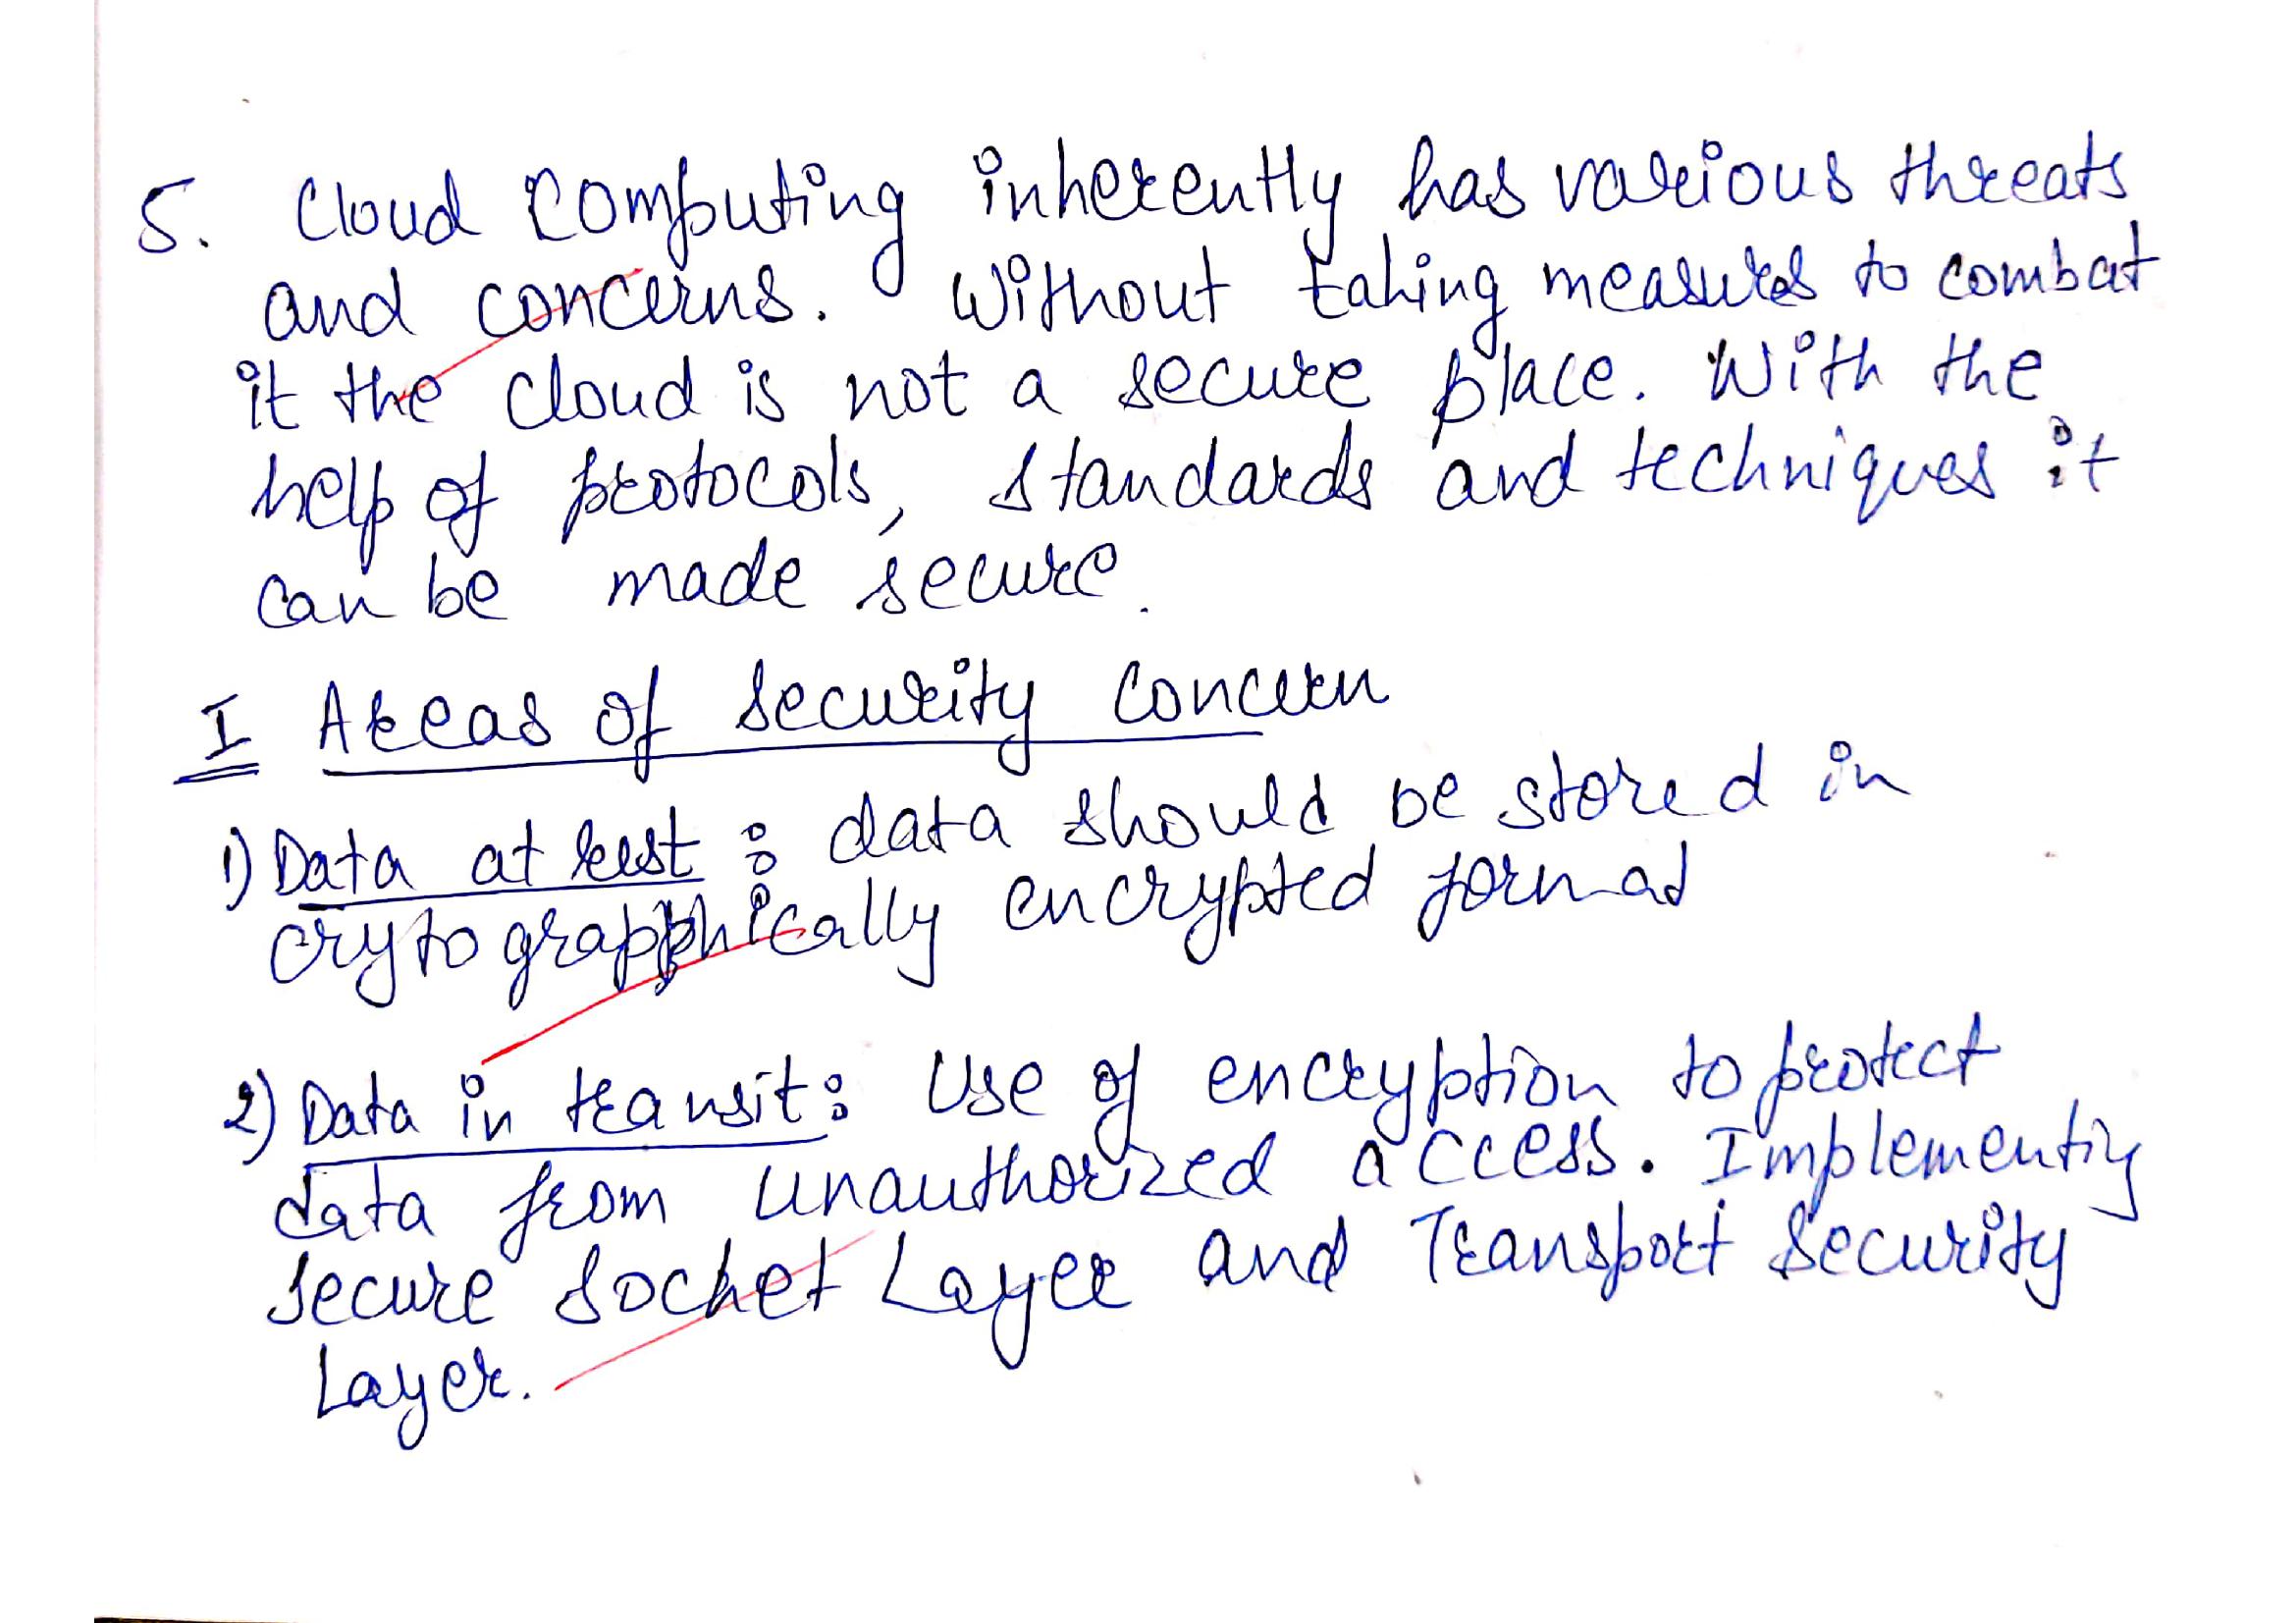 5. Cloud Computing inherently has various threats
and concerns. Without taking measures to combat
it the cloud is not a secure place. With the
help of protocols, standards and techniques it
can be made secure.
I Areas of security concern
1) Data at rest : data should be stored in
crytographically encrypted format
2) Data in transit : Use of encryption to protect
data from unauthorized access. Implementing
Secure Socket Layer and Transport Security
Layer.